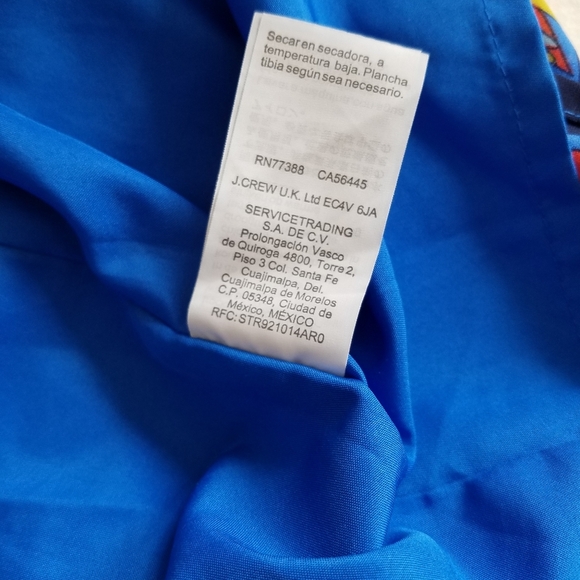 Secar en secadora, a
temperatura baja. Plancha
tibia según sea necesario.
RN77388 CA56445
J.CREW U.K. Ltd EC4V 6JA
SERVICETRADING
S.A. DE C.V.
Prolongación Vasco
de Quiroga 4800, Torre 2,
Piso 3 Col. Santa Fe
Cuajimalpa, Del.
Cuajimalpa de Morelos
C.P. 05348, Ciudad de
México, MÉXICO
RFC: STR921014AR0